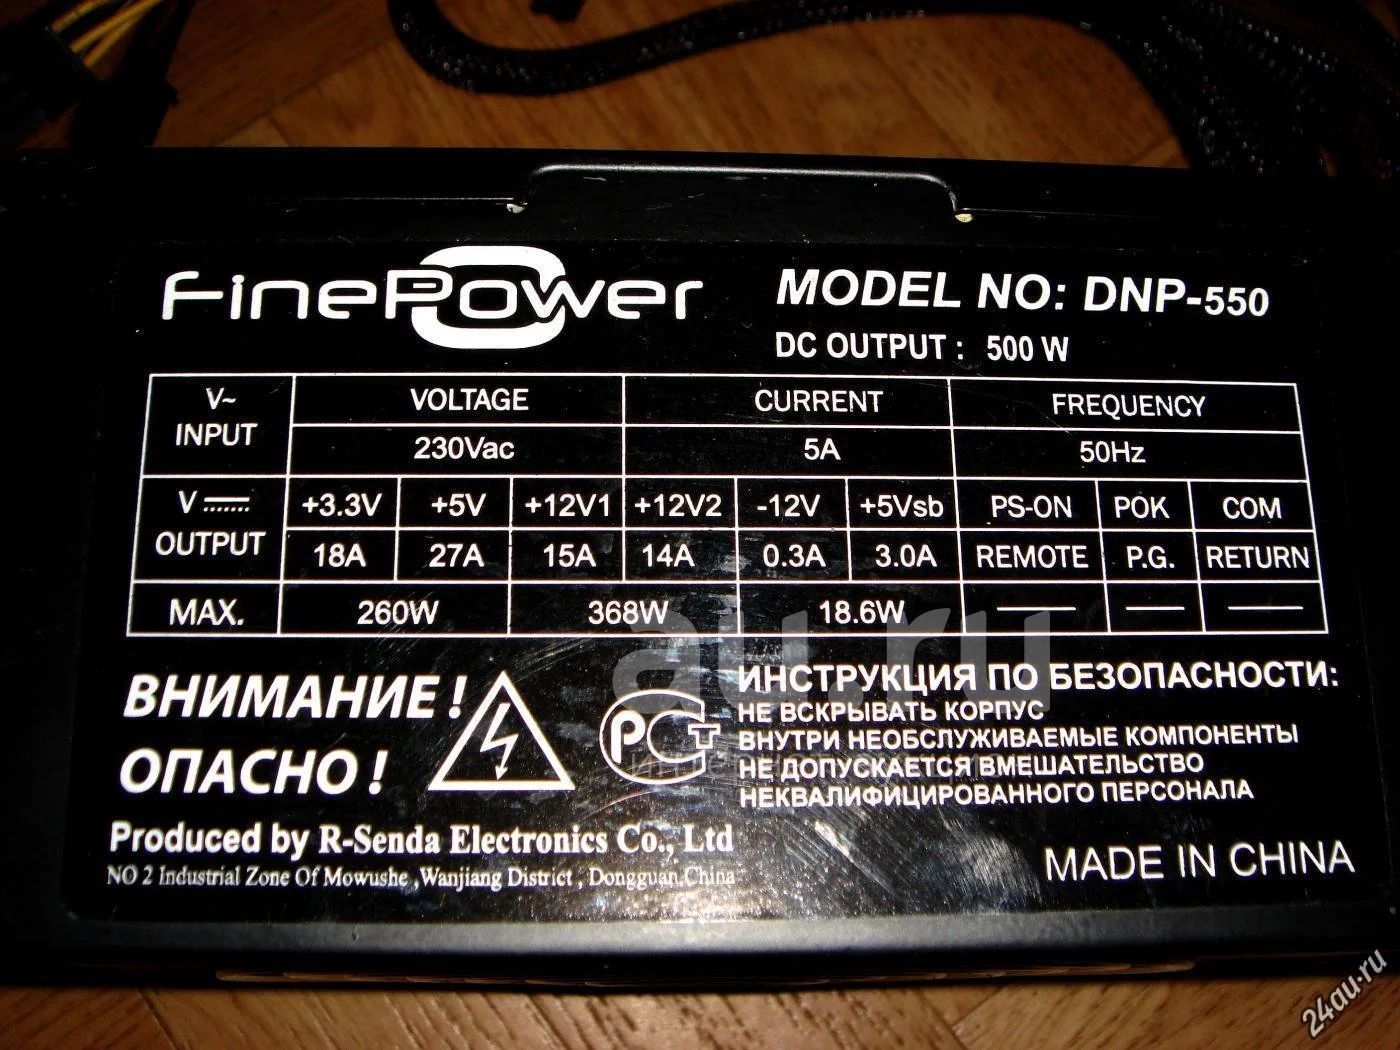 FinePower
MODEL NO: DNP-550
DC OUTPUT : 500 W
V~ INPUT VOLTAGE CURRENT FREQUENCY
230Vac 5A 50Hz
V OUTPUT +3.3V +5V +12V1 +12V2 -12V +5Vsb PS-ON POK COM
18A 27A 15A 14A 0.3A 3.0A REMOTE P.G. RETURN
MAX. 260W 368W 18.6W
ВНИМАНИЕ !
ОПАСНО !
РСТ
ИНСТРУКЦИЯ ПО БЕЗОПАСНОСТИ:
НЕ ВСКРЫВАТЬ КОРПУС
ВНУТРИ НЕОБСЛУЖИВАЕМЫЕ КОМПОНЕНТЫ
НЕ ДОПУСКАЕТСЯ ВМЕШАТЕЛЬСТВО
НЕКВАЛИФИЦИРОВАННОГО ПЕРСОНАЛА
Produced by R-Senda Electronics Co., Ltd
NO 2 Industrial Zone Of Mowushe ,Wanjiang District , Dongguan,China
MADE IN CHINA
au.ru
24au.ru